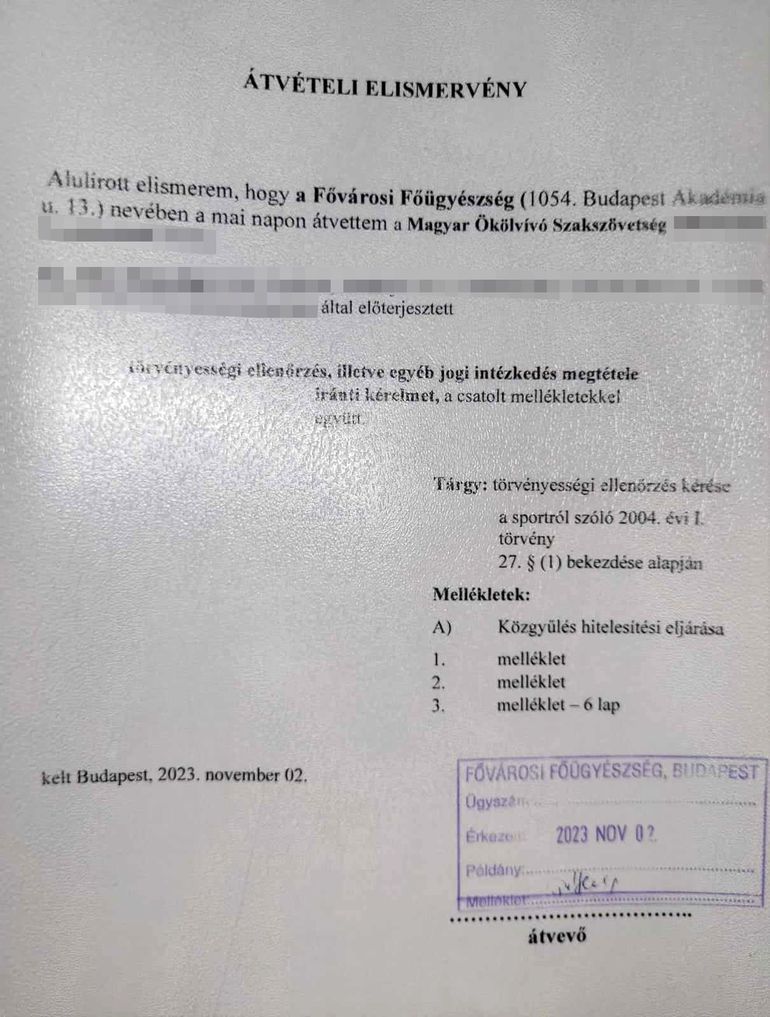 ÁTVÉTELI ELISMERVÉNY
Alulírott elismerem, hogy a Fővárosi Főügyészség (1054. Budapest Akadémia
u. 13.) nevében a mai napon átvettem a Magyar Ökölvívó Szakszövetség
által előterjesztett
törvényességi ellenőrzés, illetve egyéb jogi intézkedés megtétele
iránti kérelmet, a csatolt mellékletekkel
együtt.
Tárgy: törvényességi ellenőrzés kérése
a sportról szóló 2004. évi I.
törvény
27. § (1) bekezdése alapján
Mellékletek:
A) Közgyűlés hitelesítési eljárása
1. melléklet
2. melléklet
3. melléklet – 6 lap
kelt Budapest, 2023. november 02.
FŐVÁROSI FŐÜGYÉSZSÉG, BUDAPEST
Ügyszám:
Érkezett: 2023 NOV 02.
Példány:
Melléklet:
átvevő